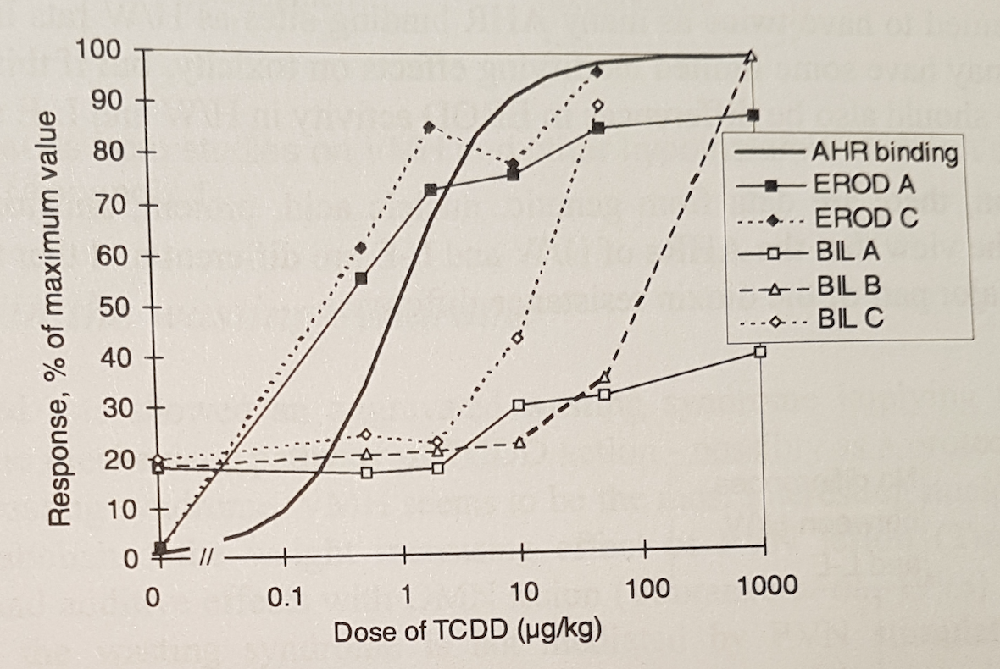 Response, % of maximum value
100
90
80
70
60
50
40
30
20
10
0
AHR binding
EROD A
EROD C
BIL A
BIL B
BIL C
//
0 0.1 1 10 100 1000
Dose of TCDD (µg/kg)